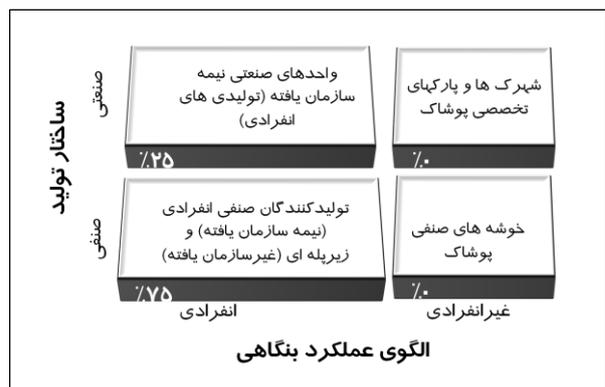 ساختار تولید
صنعتی
شهرک ها و پارکهای
تخصصی پوشاک
٪۰
واحدهای صنعتی نیمه
سازمان یافته (تولیدی های
انفرادی)
٪۲۵
صنفی
خوشه های صنفی
پوشاک
٪۰
تولیدکنندگان صنفی انفرادی
(نیمه سازمان یافته) و
زیرپله ای (غیرسازمان یافته)
٪۷۵
غیرانفرادی
انفرادی
الگوی عملکرد بنگاهی